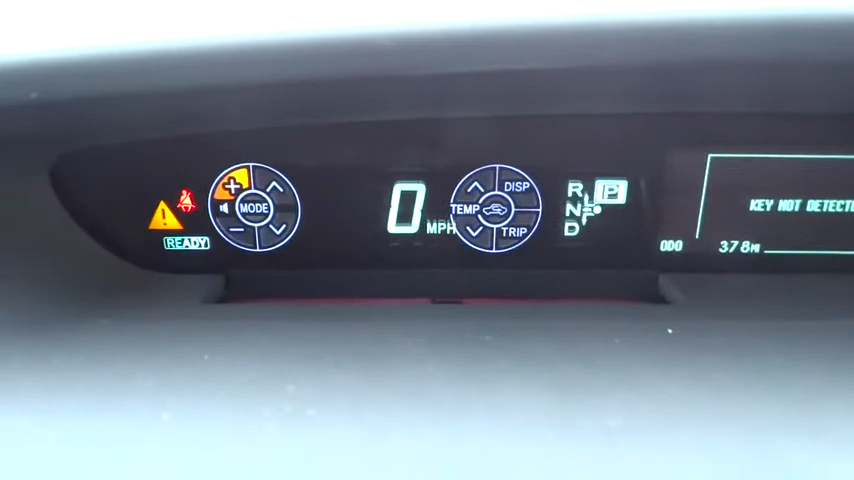 READY
+
MODE
-
0 MPH
DISP
TEMP
TRIP
R
N
D
P
KEY NOT DETECTE
ODO 378MI